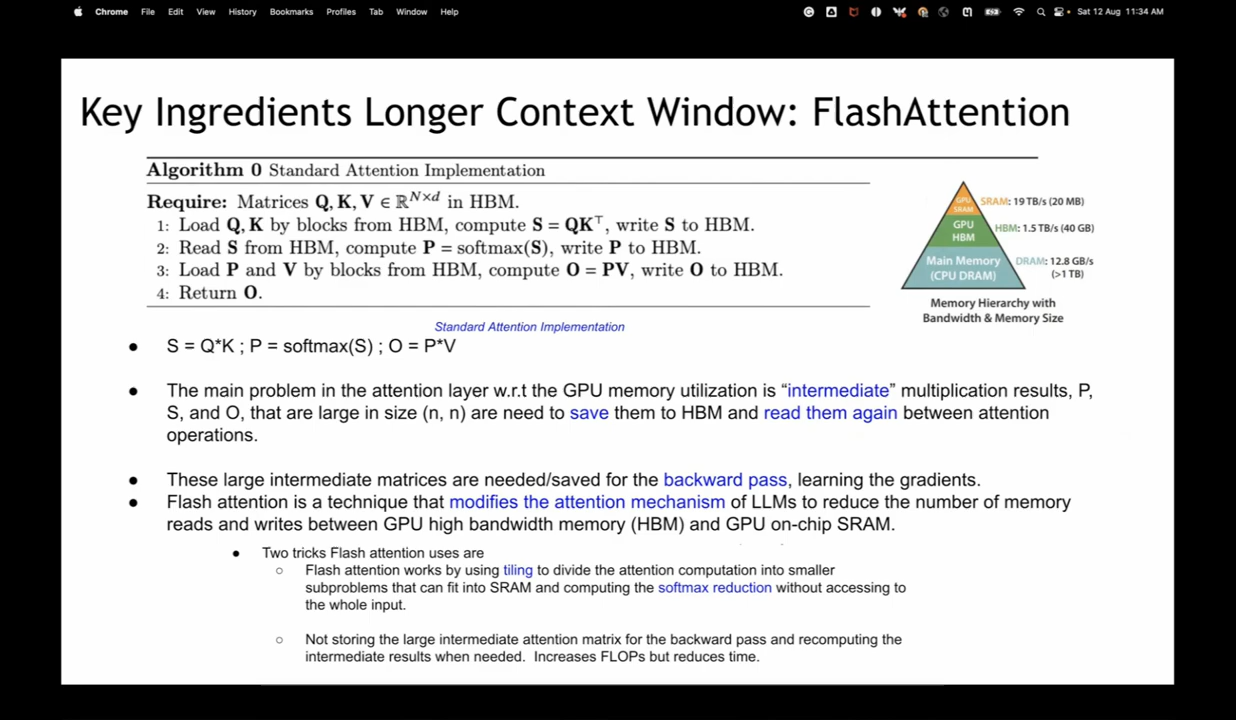 Chrome File Edit View History Bookmarks Profiles Tab Window Help Sat 12 Aug 11:34 AM
Key Ingredients Longer Context Window: FlashAttention
Algorithm 0 Standard Attention Implementation
Require: Matrices Q, K, V ∈ ℝᴺˣᵈ in HBM.
1: Load Q, K by blocks from HBM, compute S = QK⊤, write S to HBM.
2: Read S from HBM, compute P = softmax(S), write P to HBM.
3: Load P and V by blocks from HBM, compute O = PV, write O to HBM.
4: Return O.
GPU
SRAM
SRAM: 19 TB/s (20 MB)
GPU
HBM
HBM: 1.5 TB/s (40 GB)
Main Memory
(CPU DRAM)
DRAM: 12.8 GB/s
(>1 TB)
Memory Hierarchy with
Bandwidth & Memory Size
Standard Attention Implementation
● S = Q*K ; P = softmax(S) ; O = P*V
● The main problem in the attention layer w.r.t the GPU memory utilization is “intermediate” multiplication results, P,
S, and O, that are large in size (n, n) are need to save them to HBM and read them again between attention
operations.
● These large intermediate matrices are needed/saved for the backward pass, learning the gradients.
● Flash attention is a technique that modifies the attention mechanism of LLMs to reduce the number of memory
reads and writes between GPU high bandwidth memory (HBM) and GPU on-chip SRAM.
● Two tricks Flash attention uses are
○ Flash attention works by using tiling to divide the attention computation into smaller
subproblems that can fit into SRAM and computing the softmax reduction without accessing to
the whole input.
○ Not storing the large intermediate attention matrix for the backward pass and recomputing the
intermediate results when needed. Increases FLOPs but reduces time.